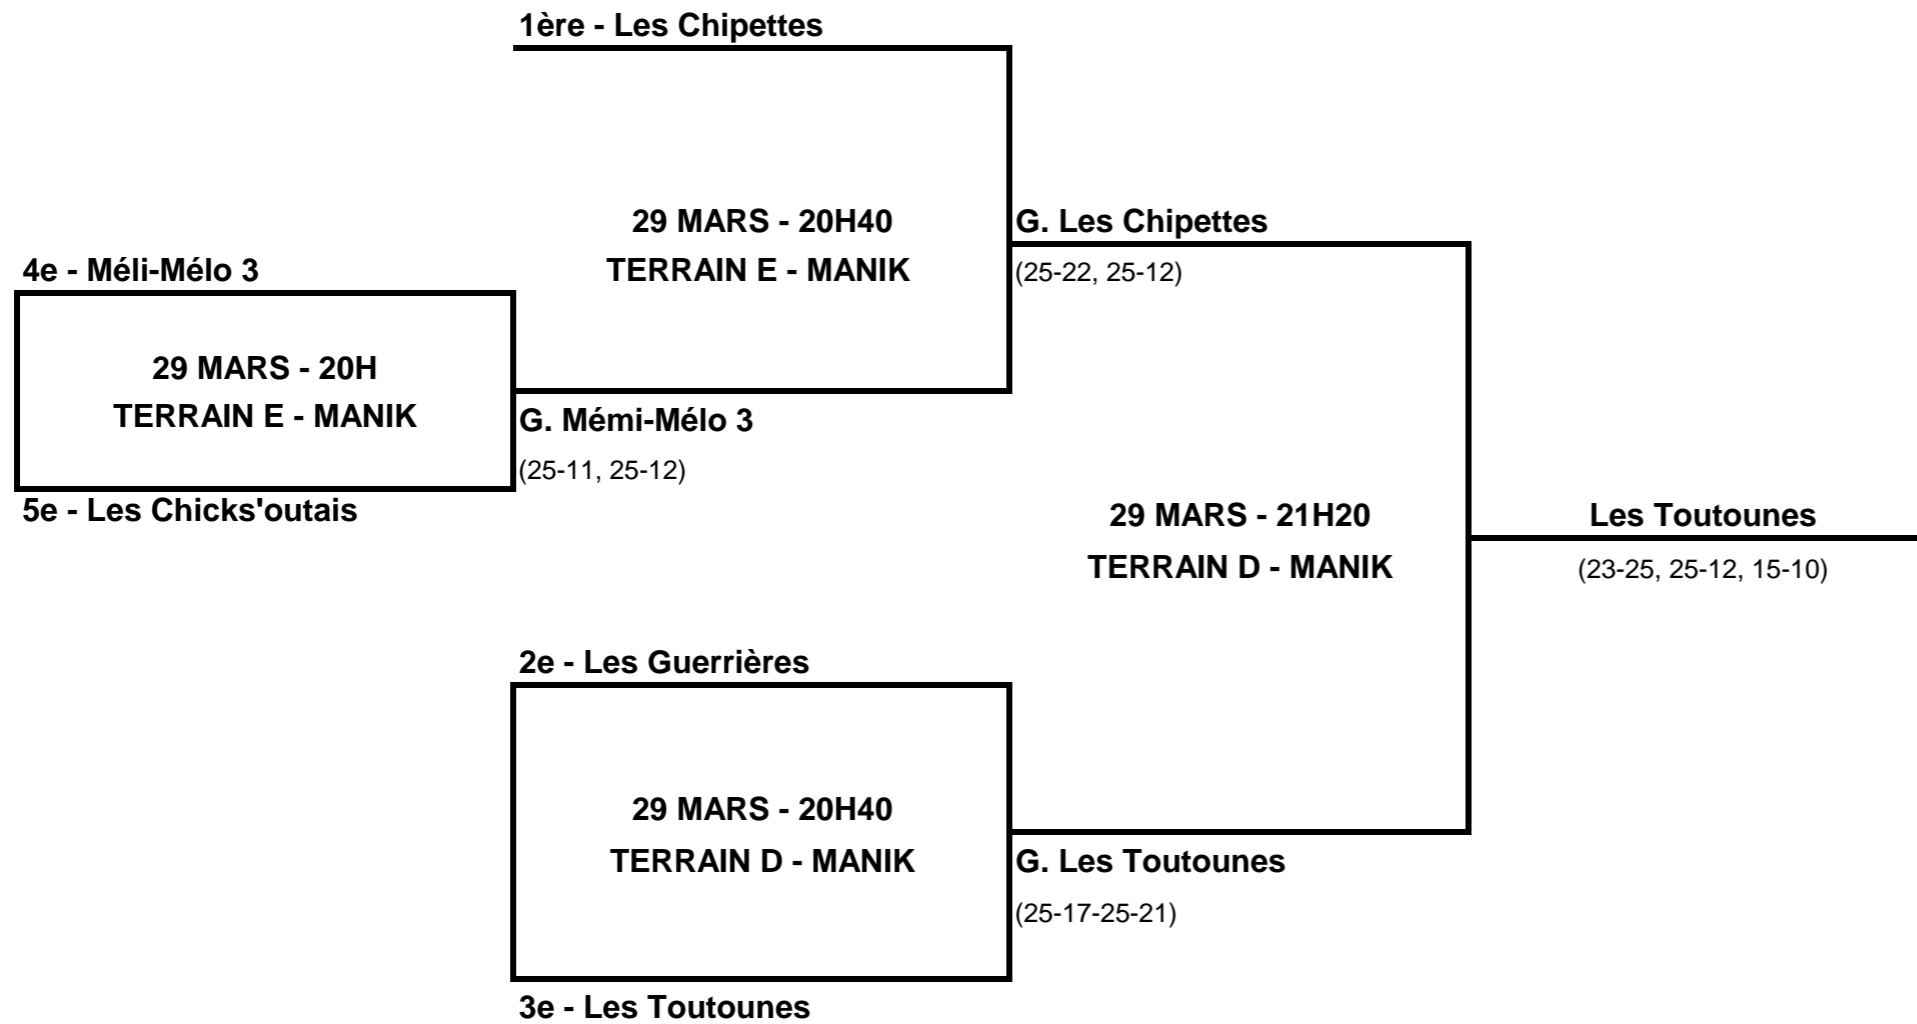 1ère - Les Chipettes
29 MARS - 20H40
TERRAIN E - MANIK
G. Les Chipettes
(25-22, 25-12)
4e - Méli-Mélo 3
29 MARS - 20H
TERRAIN E - MANIK
G. Mémi-Mélo 3
(25-11, 25-12)
5e - Les Chicks'outais
29 MARS - 21H20
TERRAIN D - MANIK
Les Toutounes
(23-25, 25-12, 15-10)
2e - Les Guerrières
29 MARS - 20H40
TERRAIN D - MANIK
G. Les Toutounes
(25-17-25-21)
3e - Les Toutounes